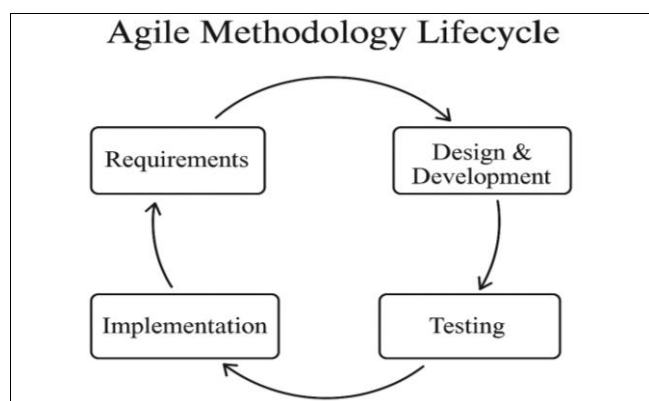 Agile Methodology Lifecycle
Requirements
Design &
Development
Implementation
Testing